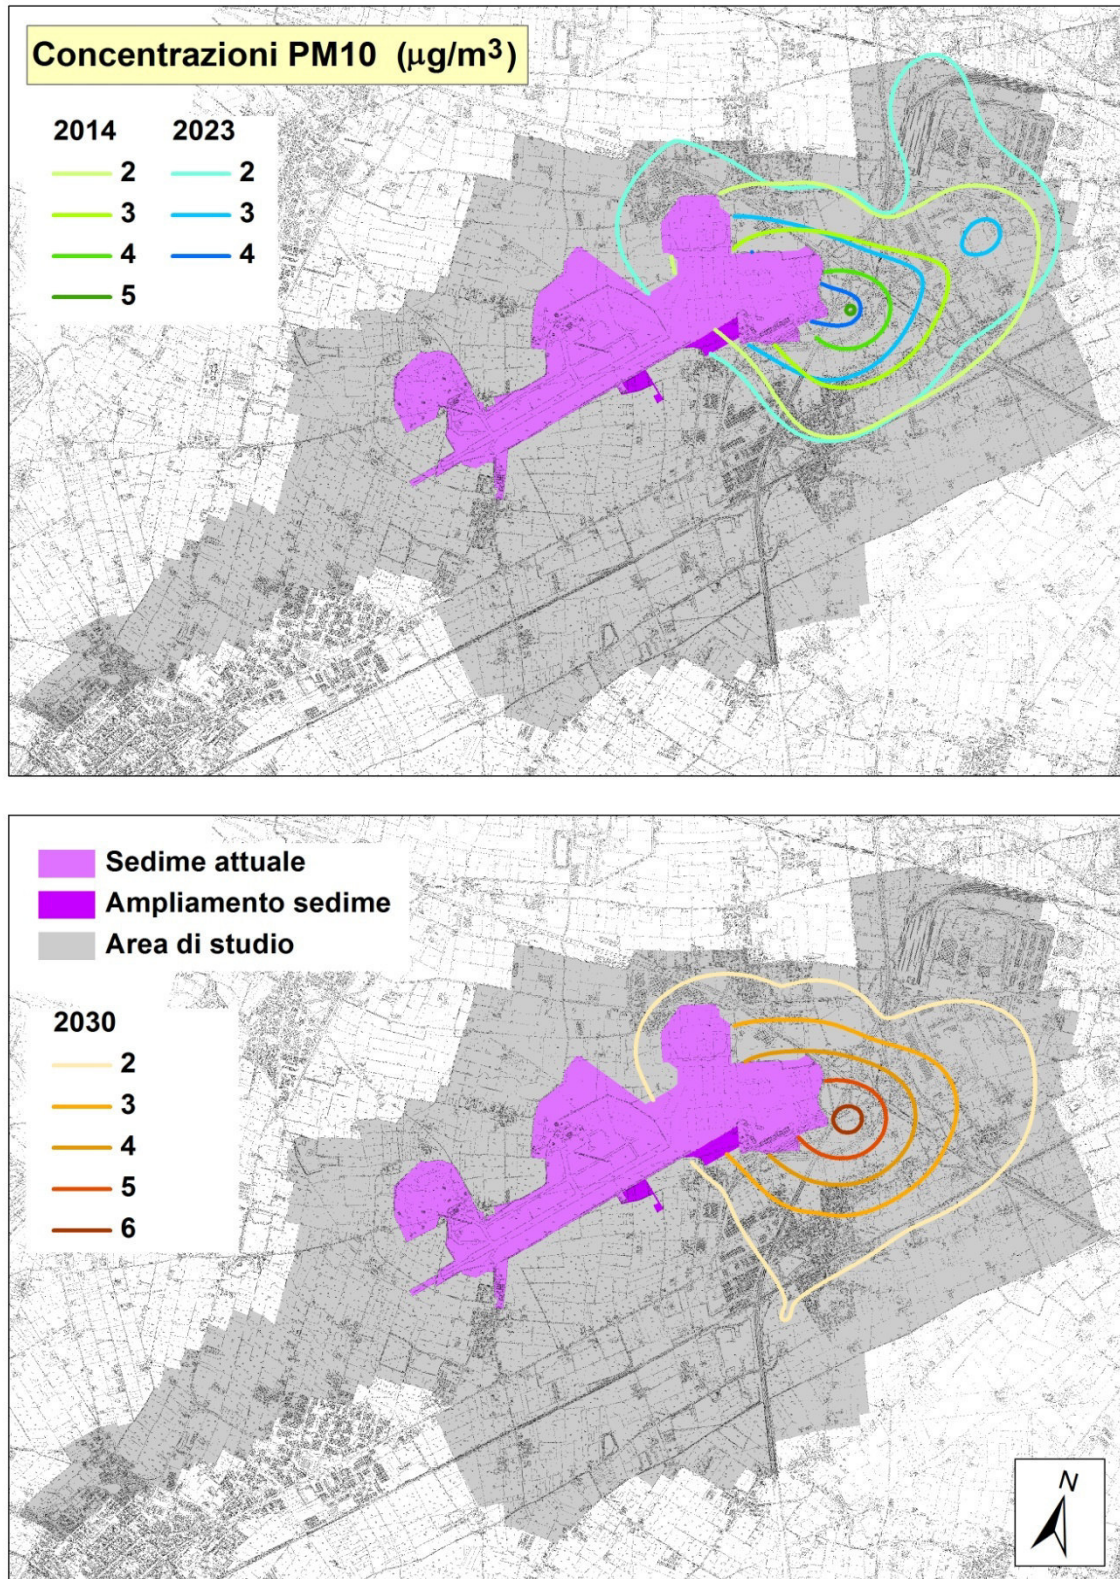 Concentrazioni PM10 (µg/m³)
2014 2023
2 2
3 3
4 4
5
Sedime attuale
Ampliamento sedime
Area di studio
2030
2
3
4
5
6
N